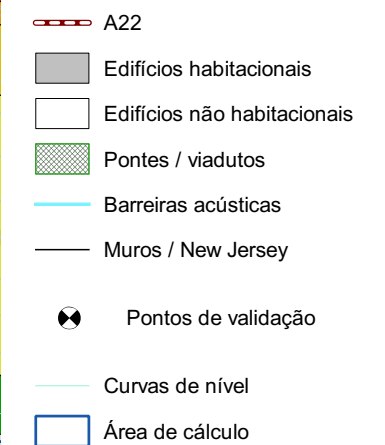 A22
Edifícios habitacionais
Edifícios não habitacionais
Pontes / viadutos
Barreiras acústicas
Muros / New Jersey
Pontos de validação
Curvas de nível
Área de cálculo